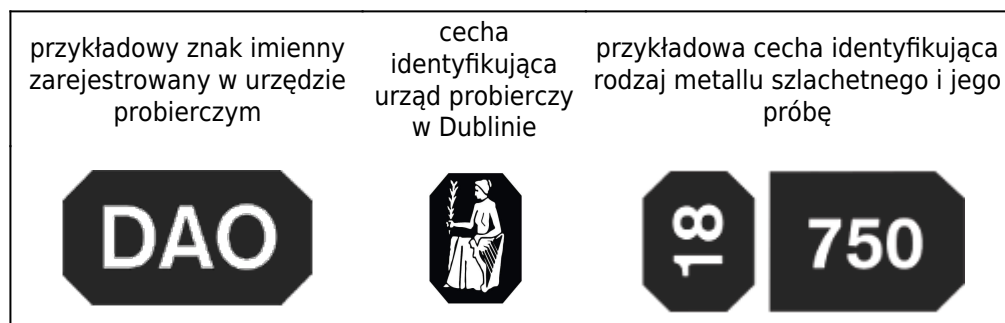 przykładowy znak imienny
zarejestrowany w urzędzie
probierczym
cecha
identyfikująca
urząd probierczy
w Dublinie
przykładowa cecha identyfikująca
rodzaj metallu szlachetnego i jego
próbę
DAO
18
750